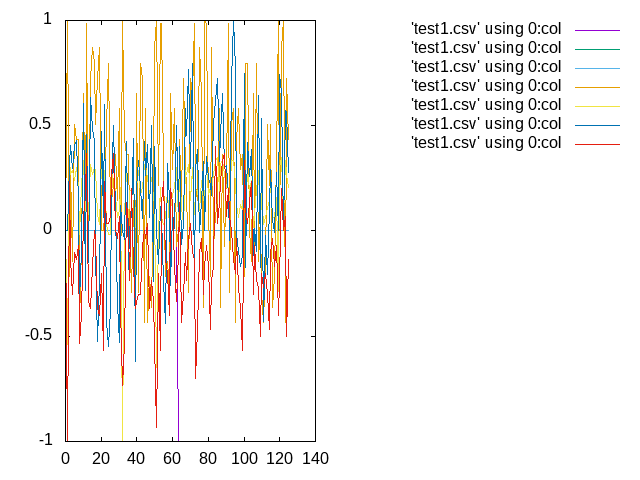 1
0.5
0
-0.5
-1
0 20 40 60 80 100 120 140
'test1.csv' using 0:col
'test1.csv' using 0:col
'test1.csv' using 0:col
'test1.csv' using 0:col
'test1.csv' using 0:col
'test1.csv' using 0:col
'test1.csv' using 0:col